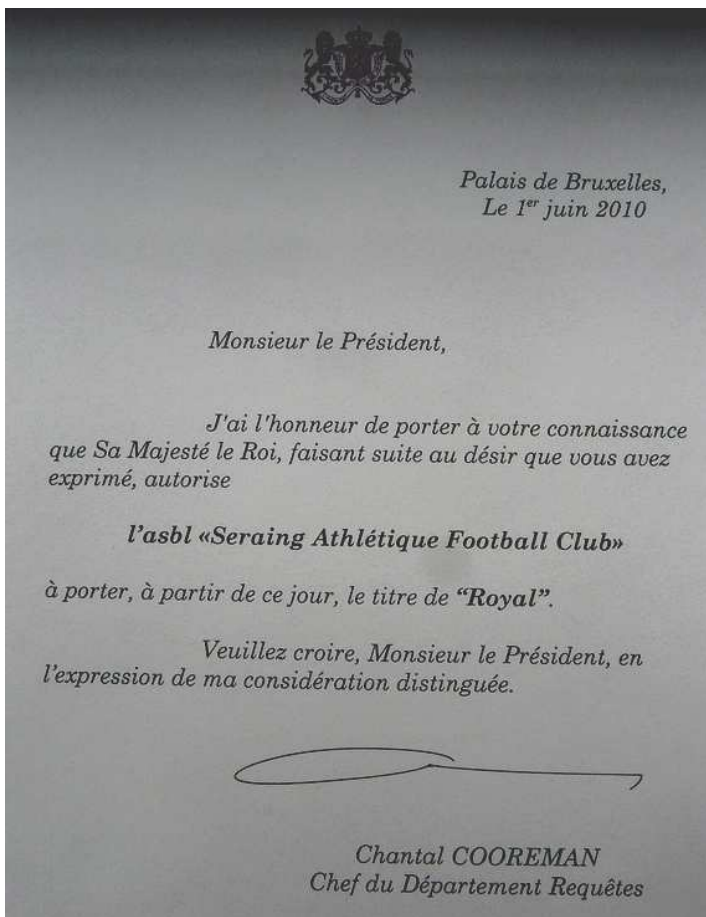 Palais de Bruxelles,
Le 1er juin 2010
Monsieur le Président,
J'ai l'honneur de porter à votre connaissance
que Sa Majesté le Roi, faisant suite au désir que vous avez
exprimé, autorise
l'asbl «Seraing Athlétique Football Club»
à porter, à partir de ce jour, le titre de “Royal”.
Veuillez croire, Monsieur le Président, en
l'expression de ma considération distinguée.
Chantal COOREMAN
Chef du Département Requêtes